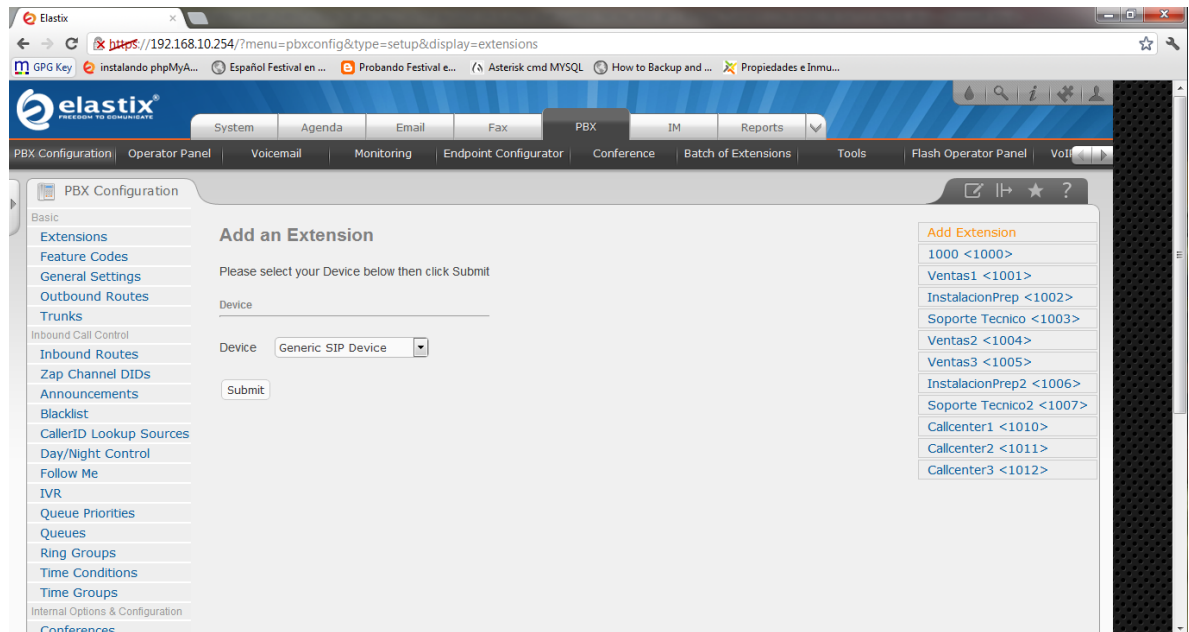 Elastix
https://192.168.10.254/?menu=pbxconfig&type=setup&display=extensions
GPG Key
instalando phpMyA...
Español Festival en ...
Probando Festival e...
Asterisk cmd MYSQL
How to Backup and ...
Propiedades e Inmu...
elastix®
FREEDOM TO COMUNICATE
System
Agenda
Email
Fax
PBX
IM
Reports
PBX Configuration
Operator Panel
Voicemail
Monitoring
Endpoint Configurator
Conference
Batch of Extensions
Tools
Flash Operator Panel
PBX Configuration
Basic
Extensions
Feature Codes
General Settings
Outbound Routes
Trunks
Inbound Call Control
Inbound Routes
Zap Channel DIDs
Announcements
Blacklist
CallerID Lookup Sources
Day/Night Control
Follow Me
IVR
Queue Priorities
Queues
Ring Groups
Time Conditions
Time Groups
Internal Options & Configuration
Conferences
Add an Extension
Please select your Device below then click Submit
Device
Device
Generic SIP Device
Submit
Add Extension
1000 <1000>
Ventas1 <1001>
InstalacionPrep <1002>
Soporte Tecnico <1003>
Ventas2 <1004>
Ventas3 <1005>
InstalacionPrep2 <1006>
Soporte Tecnico2 <1007>
Callcenter1 <1010>
Callcenter2 <1011>
Callcenter3 <1012>